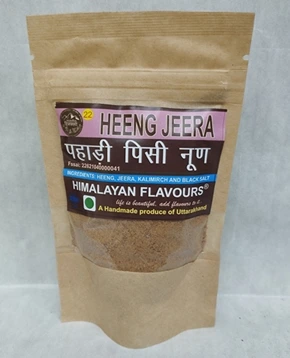 22
HEENG JEERA
पहाडी पिसी नूण
INGREDIENTS: HEENG, JEERA, KALIMIRCH AND BLACK SALT
HIMALAYAN FLAVOURS®
life is beautiful, add flavours to it
A Handmade produce of Uttarakhand